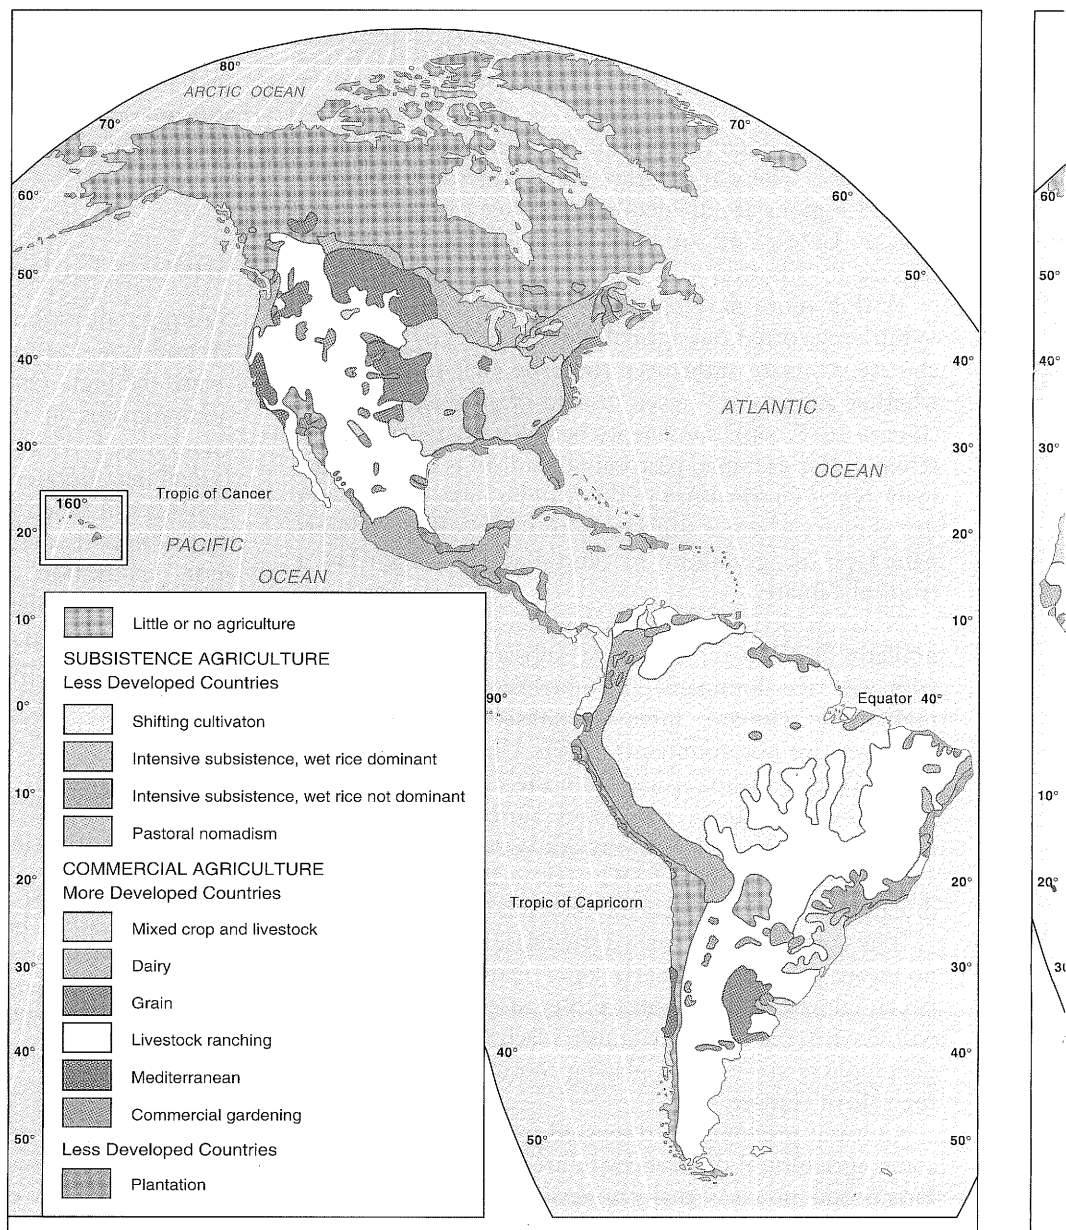 80°
ARCTIC OCEAN
70°
70°
60°
60°
60°
50°
50°
50°
40°
40°
40°
ATLANTIC
OCEAN
30°
30°
30°
Tropic of Cancer
160°
20°
20°
PACIFIC
OCEAN
10°
10°
Little or no agriculture
SUBSISTENCE AGRICULTURE
Less Developed Countries
90°
Equator 40°
0°
Shifting cultivaton
Intensive subsistence, wet rice dominant
Intensive subsistence, wet rice not dominant
10°
10°
Pastoral nomadism
COMMERCIAL AGRICULTURE
More Developed Countries
20°
20°
20°
Tropic of Capricorn
Mixed crop and livestock
Dairy
30°
30°
Grain
Livestock ranching
40°
40°
40°
Mediterranean
Commercial gardening
50°
50°
50°
Less Developed Countries
Plantation